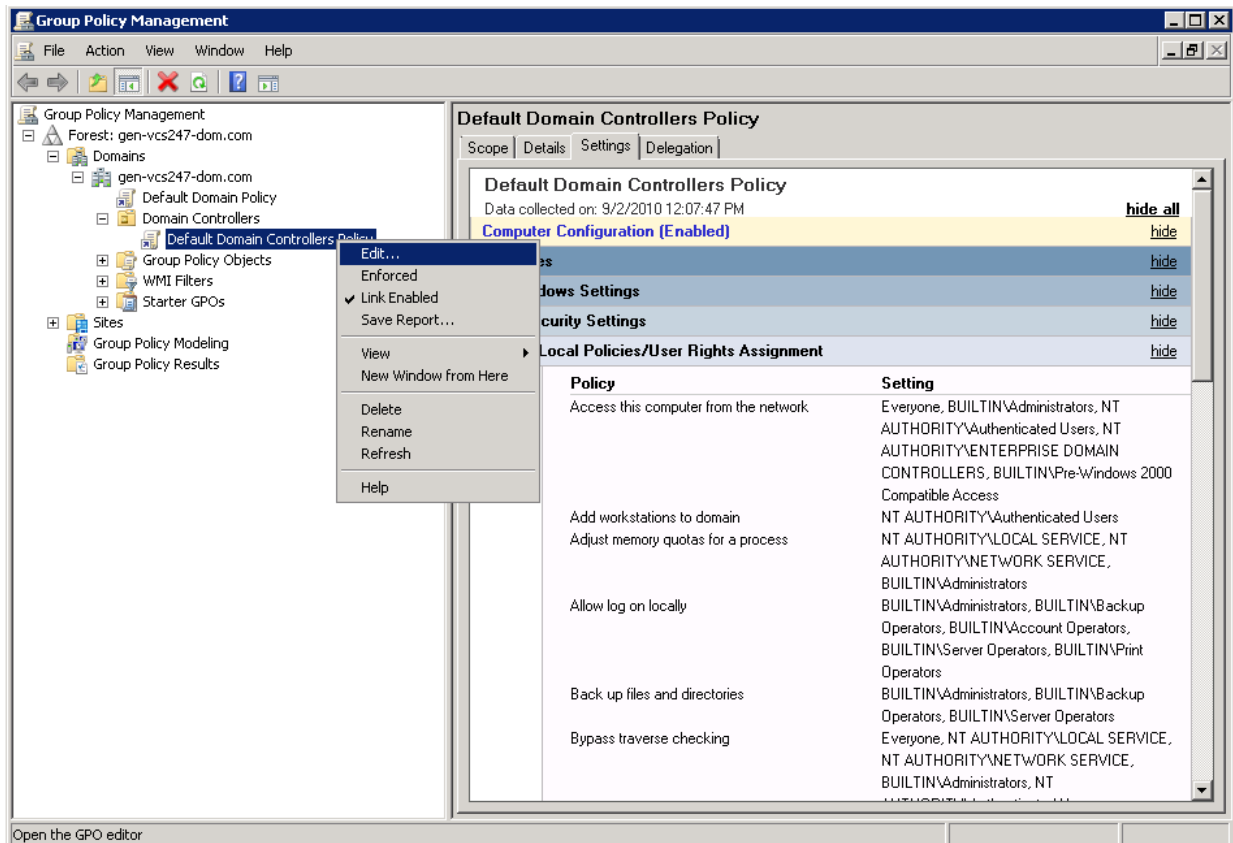 Group Policy Management
File Action View Window Help
Group Policy Management
Forest: gen-vcs247-dom.com
Domains
gen-vcs247-dom.com
Default Domain Policy
Domain Controllers
Default Domain Controllers Policy
Group Policy Objects
WMI Filters
Starter GPOs
Sites
Group Policy Modeling
Group Policy Results
Edit...
Enforced
Link Enabled
Save Report...
View
New Window from Here
Delete
Rename
Refresh
Help
Default Domain Controllers Policy
Scope Details Settings Delegation
Default Domain Controllers Policy
Data collected on: 9/2/2010 12:07:47 PM hide all
Computer Configuration (Enabled) hide
es hide
dows Settings hide
curity Settings hide
Local Policies/User Rights Assignment hide
Policy Setting
Access this computer from the network Everyone, BUILTIN\Administrators, NT
AUTHORITY\Authenticated Users, NT
AUTHORITY\ENTERPRISE DOMAIN
CONTROLLERS, BUILTIN\Pre-Windows 2000
Compatible Access
Add workstations to domain NT AUTHORITY\Authenticated Users
Adjust memory quotas for a process NT AUTHORITY\LOCAL SERVICE, NT
AUTHORITY\NETWORK SERVICE,
BUILTIN\Administrators
Allow log on locally BUILTIN\Administrators, BUILTIN\Backup
Operators, BUILTIN\Account Operators,
BUILTIN\Server Operators, BUILTIN\Print
Operators
Back up files and directories BUILTIN\Administrators, BUILTIN\Backup
Operators, BUILTIN\Server Operators
Bypass traverse checking Everyone, NT AUTHORITY\LOCAL SERVICE,
NT AUTHORITY\NETWORK SERVICE,
BUILTIN\Administrators, NT
Open the GPO editor